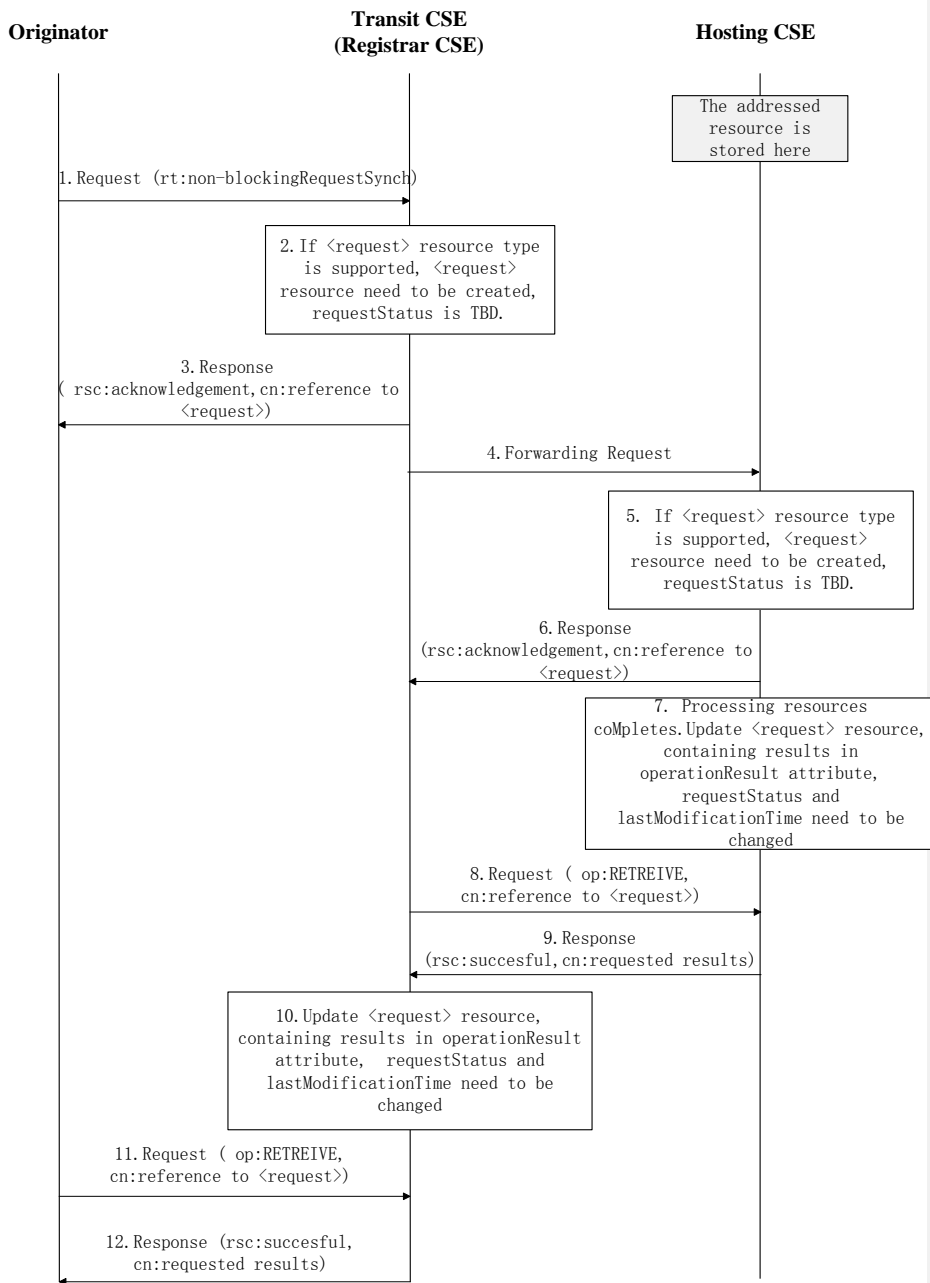 Originator
Transit CSE
(Registrar CSE)
Hosting CSE
The addressed
resource is
stored here
1.Request (rt:non-blockingRequestSynch)
2.If <request> resource type
is supported, <request>
resource need to be created,
requestStatus is TBD.
3.Response
( rsc:acknowledgement,cn:reference to
<request>)
4.Forwarding Request
5. If <request> resource type
is supported, <request>
resource need to be created,
requestStatus is TBD.
6.Response
(rsc:acknowledgement,cn:reference to
<request>)
7. Processing resources
coMpletes.Update <request> resource,
containing results in
operationResult attribute,
requestStatus and
lastModificationTime need to be
changed
8.Request ( op:RETREIVE,
cn:reference to <request>)
9.Response
(rsc:succesful,cn:requested results)
10.Update <request> resource,
containing results in operationResult
attribute, requestStatus and
lastModificationTime need to be
changed
11.Request ( op:RETREIVE,
cn:reference to <request>)
12.Response (rsc:succesful,
cn:requested results)